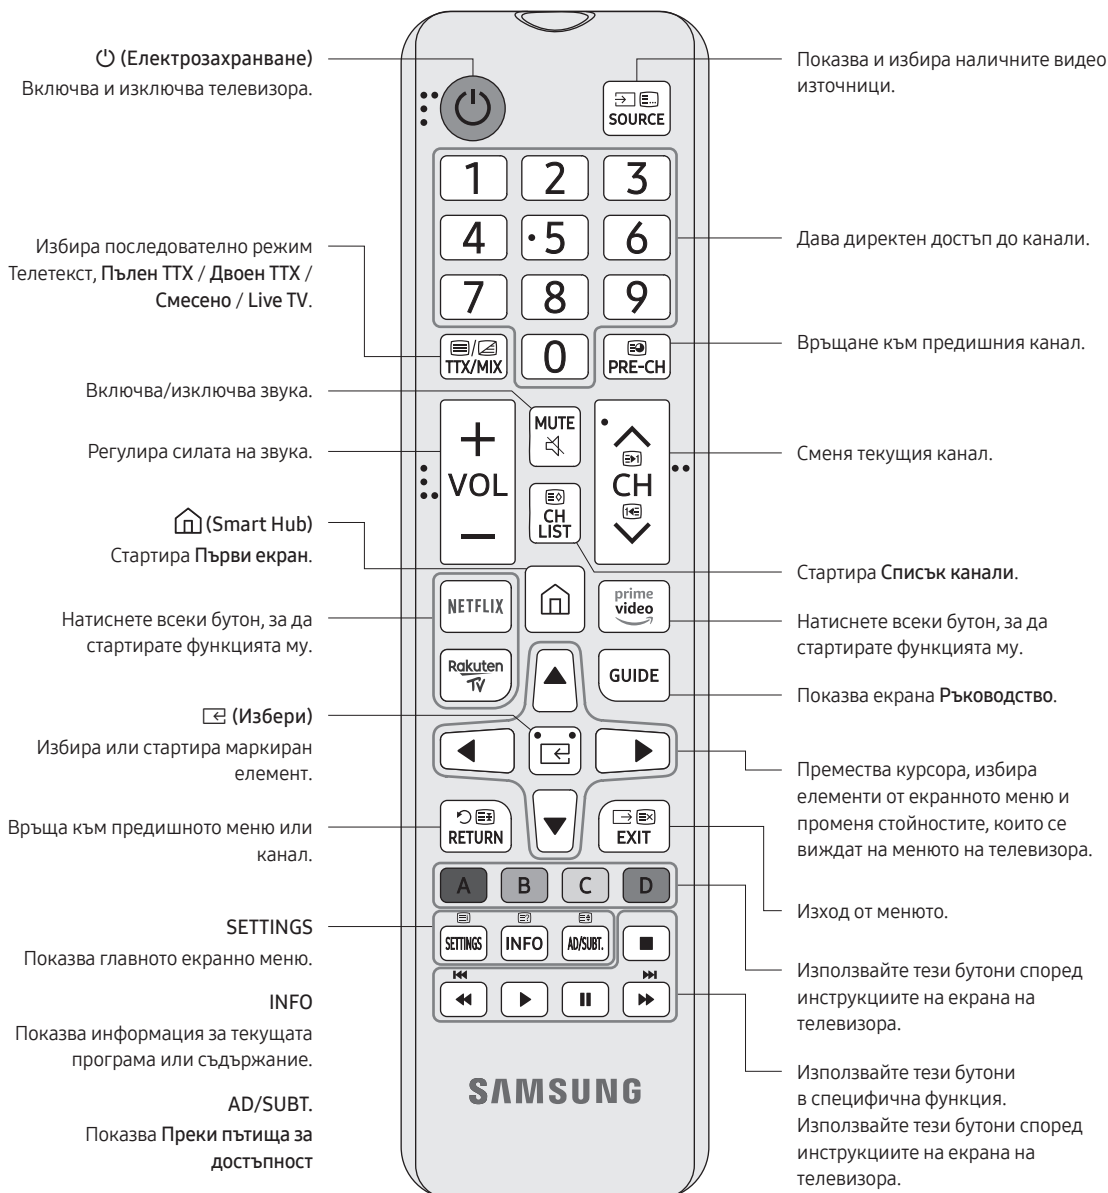 (Електрозахранване)
Включва и изключва телевизора.
Избира последователно режим
Телетекст, Пълен TTX / Двоен TTX /
Смесено / Live TV.
Включва/изключва звука.
Регулира силата на звука.
(Smart Hub)
Стартира Първи екран.
Натиснете всеки бутон, за да
стартирате функцията му.
(Избери)
Избира или стартира маркиран
елемент.
Връща към предишното меню или
канал.
SETTINGS
Показва главното екранно меню.
INFO
Показва информация за текущата
програма или съдържание.
AD/SUBT.
Показва Преки пътища за
достъпност
SOURCE
1 2 3
4 5 6
7 8 9
TTX/MIX 0 PRE-CH
MUTE
VOL
CH
CH
LIST
NETFLIX
prime
video
Rakuten
TV
GUIDE
RETURN
EXIT
A B C D
SETTINGS INFO AD/SUBT.
SAMSUNG
Показва и избира наличните видео
източници.
Дава директен достъп до канали.
Връщане към предишния канал.
Сменя текущия канал.
Стартира Списък канали.
Натиснете всеки бутон, за да
стартирате функцията му.
Показва екрана Ръководство.
Премества курсора, избира
елементи от екранното меню и
променя стойностите, които се
виждат на менюто на телевизора.
Изход от менюто.
Използвайте тези бутони според
инструкциите на екрана на
телевизора.
Използвайте тези бутони
в специфична функция.
Използвайте тези бутони според
инструкциите на екрана на
телевизора.